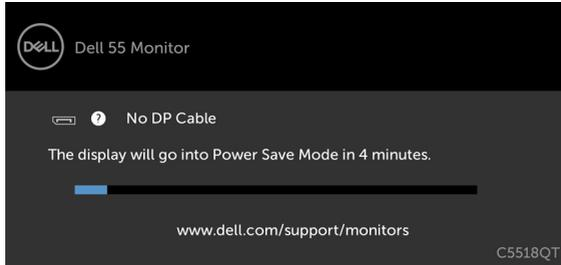 DELL
Dell 55 Monitor
? No DP Cable
The display will go into Power Save Mode in 4 minutes.
www.dell.com/support/monitors
C5518QT